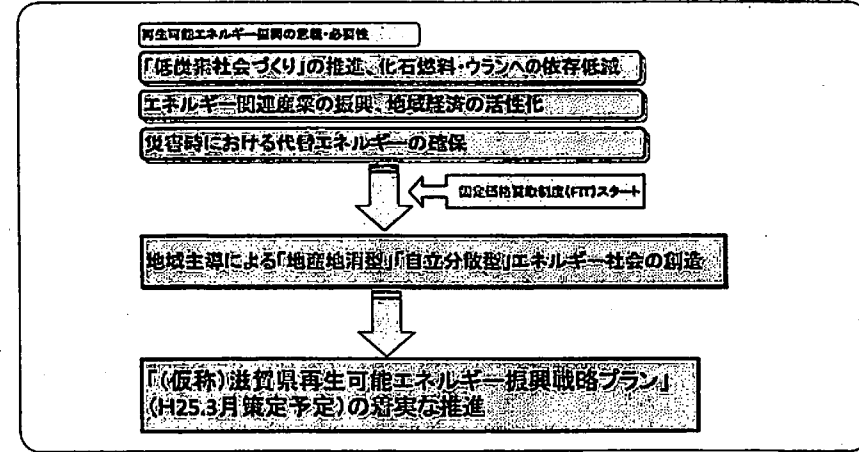 再生可能エネルギー振興の意義・必要性
「低炭素社会づくり」の推進、化石燃料・ウランへの依存低減
エネルギー関連産業の振興、地域経済の活性化
災害時における代替エネルギーの確保
固定価格買取制度(FIT)スタート
地域主導による「地産地消型」「自立分散型」エネルギー社会の創造
「(仮称)滋賀県再生可能エネルギー振興戦略プラン」
(H25.3月策定予定)の着実な推進